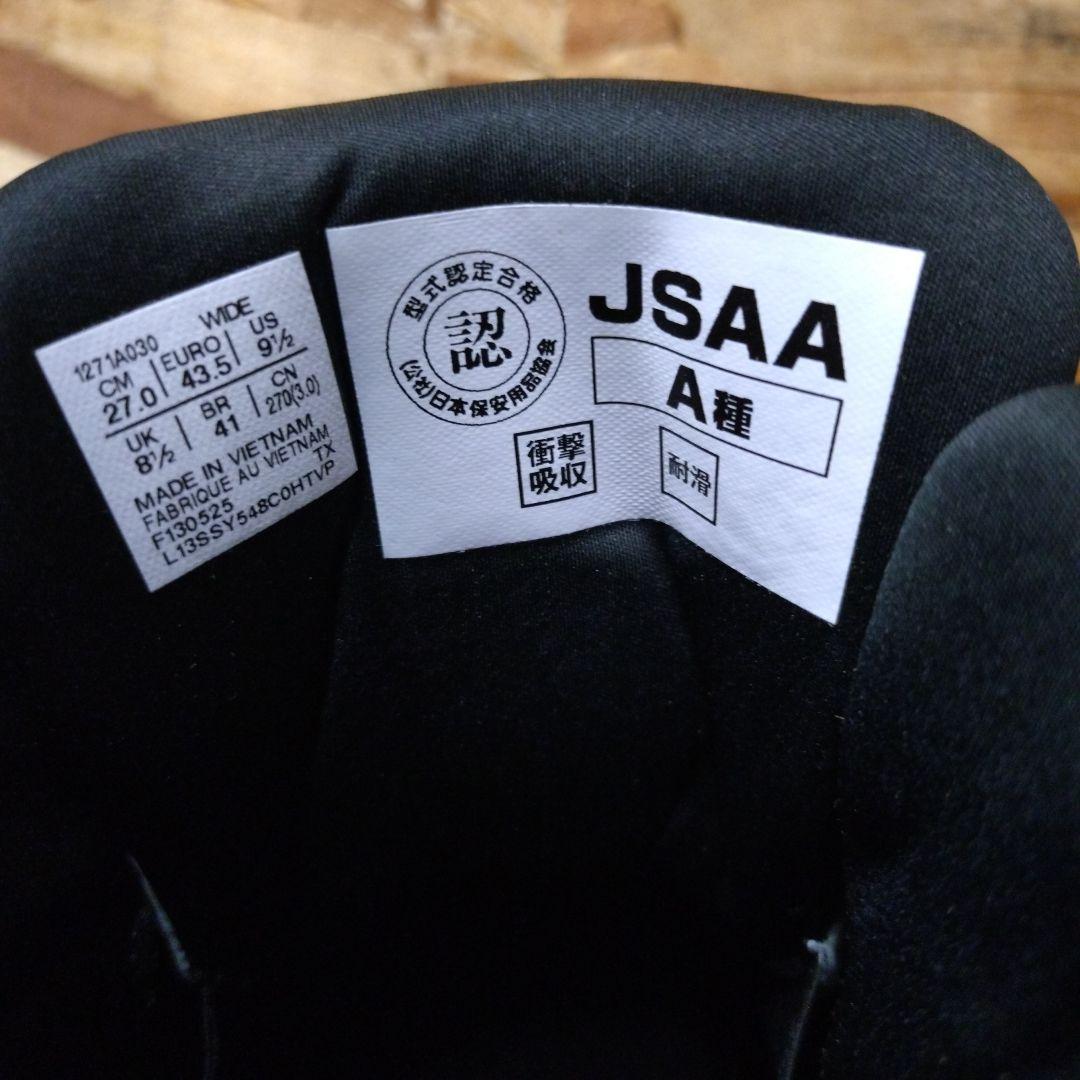 1271A030 WIDE
CM EURO US
27.0 43.5 9½
UK BR CN
8½ 41 270(3.0)
MADE IN VIETNAM
FABRIQUE AU VIETNAM
F130525 TX
L13SSY548C0HTVP
型式認定合格
認
(公社)日本保安用品協会
JSAA
A種
衝撃
吸収
耐滑